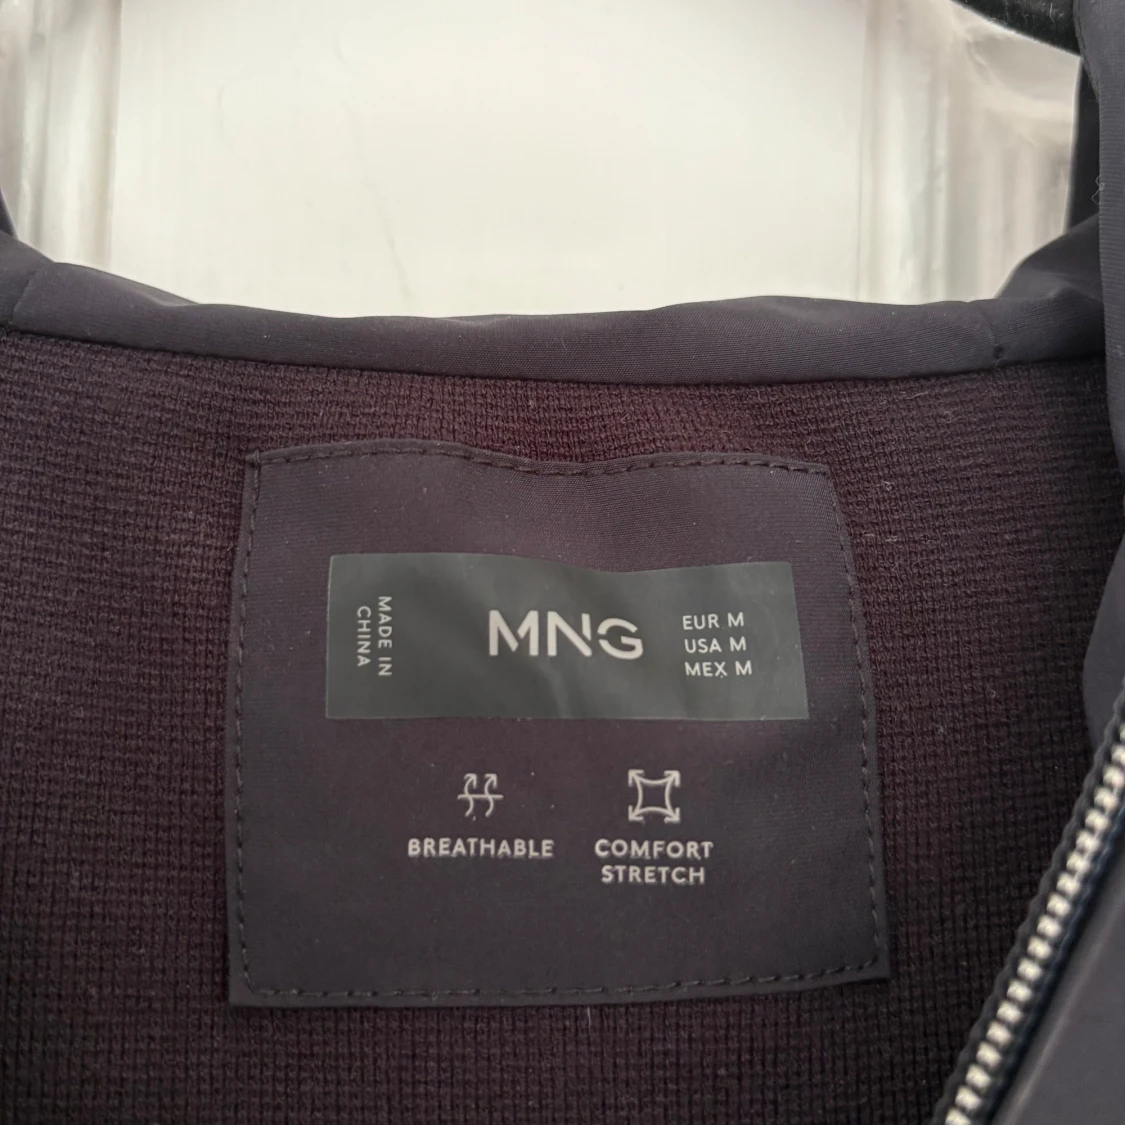 MADE IN
CHINA
MNG
EUR M
USA M
MEX M
BREATHABLE
COMFORT
STRETCH